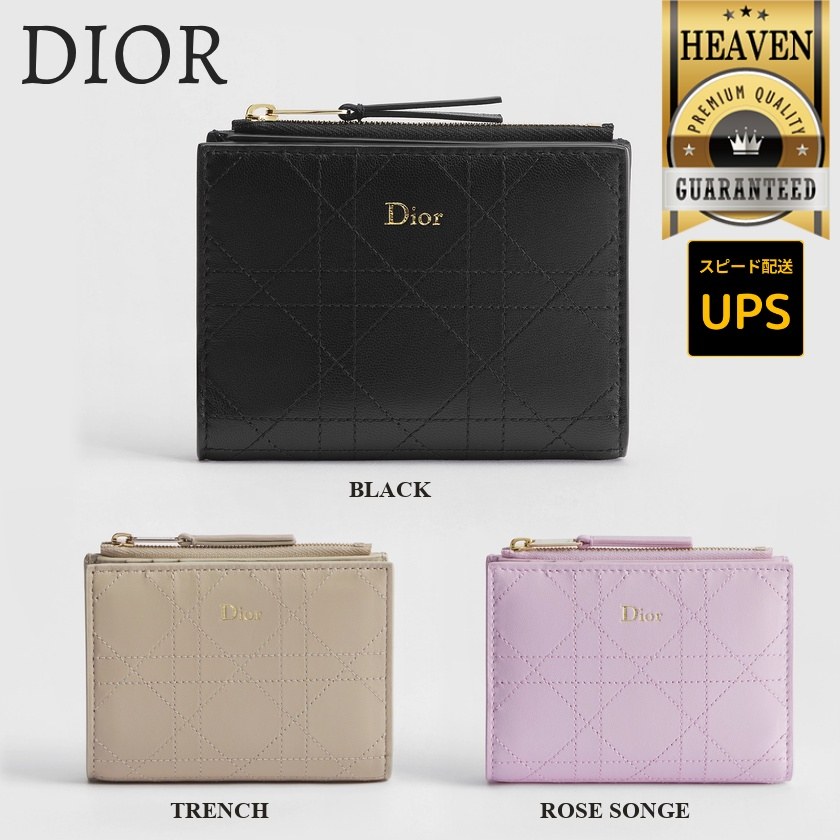 DIOR
HEAVEN
PREMIUM QUALITY
GUARANTEED
スピード配送
UPS
Dior
BLACK
Dior
Dior
TRENCH
ROSE SONGE